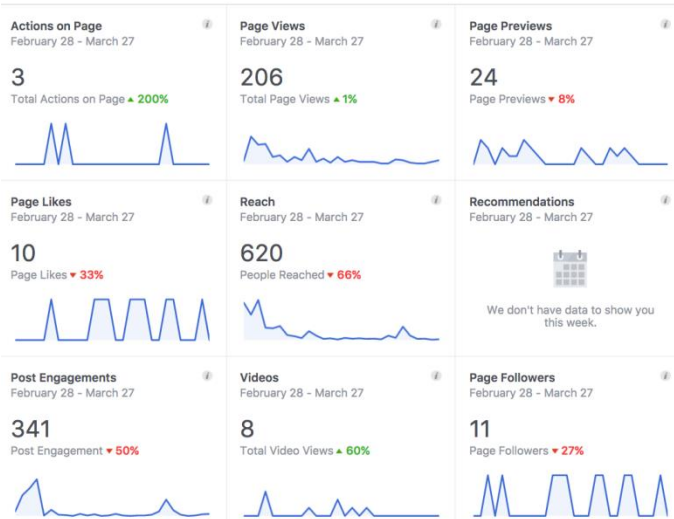 Actions on Page
February 28 - March 27
3
Total Actions on Page ▲ 200%
Page Views
February 28 - March 27
206
Total Page Views ▲ 1%
Page Previews
February 28 - March 27
24
Page Previews ▼ 8%
Page Likes
February 28 - March 27
10
Page Likes ▼ 33%
Reach
February 28 - March 27
620
People Reached ▼ 66%
Recommendations
February 28 - March 27
We don't have data to show you
this week.
Post Engagements
February 28 - March 27
341
Post Engagement ▼ 50%
Videos
February 28 - March 27
8
Total Video Views ▲ 60%
Page Followers
February 28 - March 27
11
Page Followers ▼ 27%